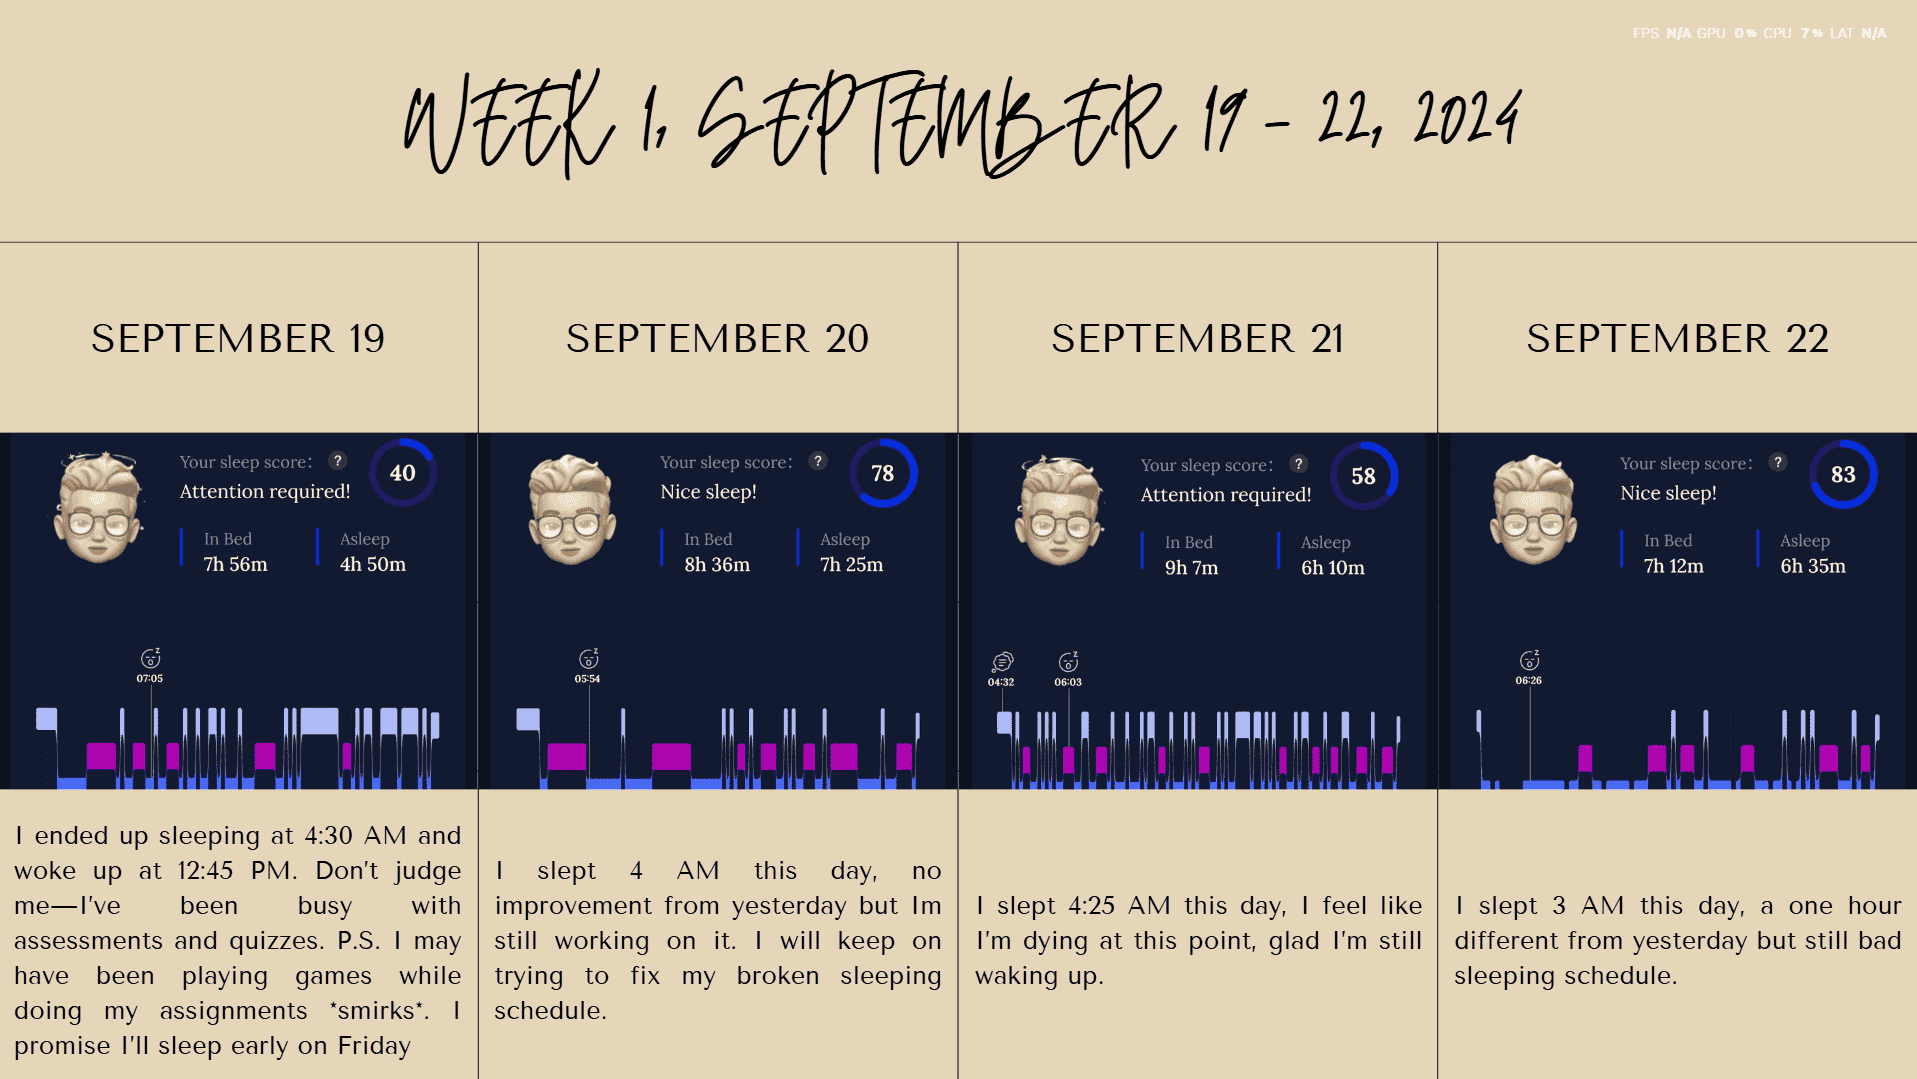 FPS N/A GPU 0% CPU 7% LAT N/A
WEEK 1, SEPTEMBER 19 - 22, 2024
SEPTEMBER 19
Your sleep score:
?
40
Attention required!
In Bed
Asleep
7h 56m
4h 50m
07:05
I ended up sleeping at 4:30 AM and
woke up at 12:45 PM. Don't judge
me—I've been busy with
assessments and quizzes. P.S. I may
have been playing games while
doing my assignments *smirks*. I
promise I'll sleep early on Friday
SEPTEMBER 20
Your sleep score:
?
78
Nice sleep!
In Bed
Asleep
8h 36m
7h 25m
05:54
I slept 4 AM this day, no
improvement from yesterday but Im
still working on it. I will keep on
trying to fix my broken sleeping
schedule.
SEPTEMBER 21
Your sleep score:
?
58
Attention required!
In Bed
Asleep
9h 7m
6h 10m
04:32
06:03
I slept 4:25 AM this day, I feel like
I'm dying at this point, glad I'm still
waking up.
SEPTEMBER 22
Your sleep score:
?
83
Nice sleep!
In Bed
Asleep
7h 12m
6h 35m
06:26
I slept 3 AM this day, a one hour
different from yesterday but still bad
sleeping schedule.